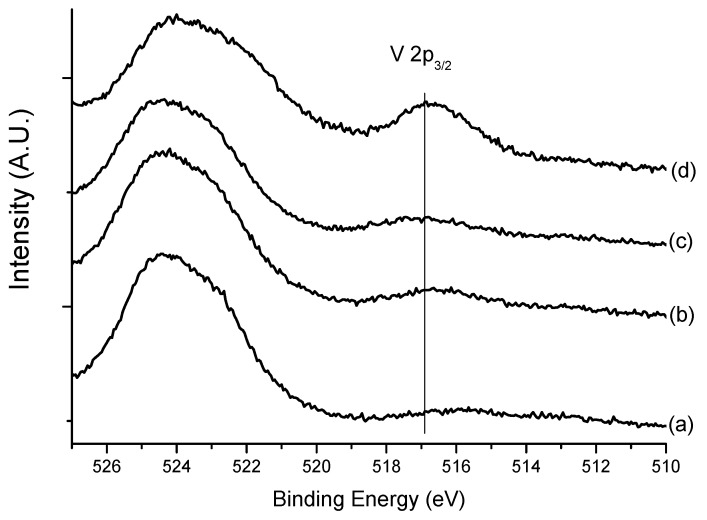 V 2p3/2
Intensity (A.U.)
(d)
(c)
(b)
(a)
526 524 522 520 518 516 514 512 510
Binding Energy (eV)